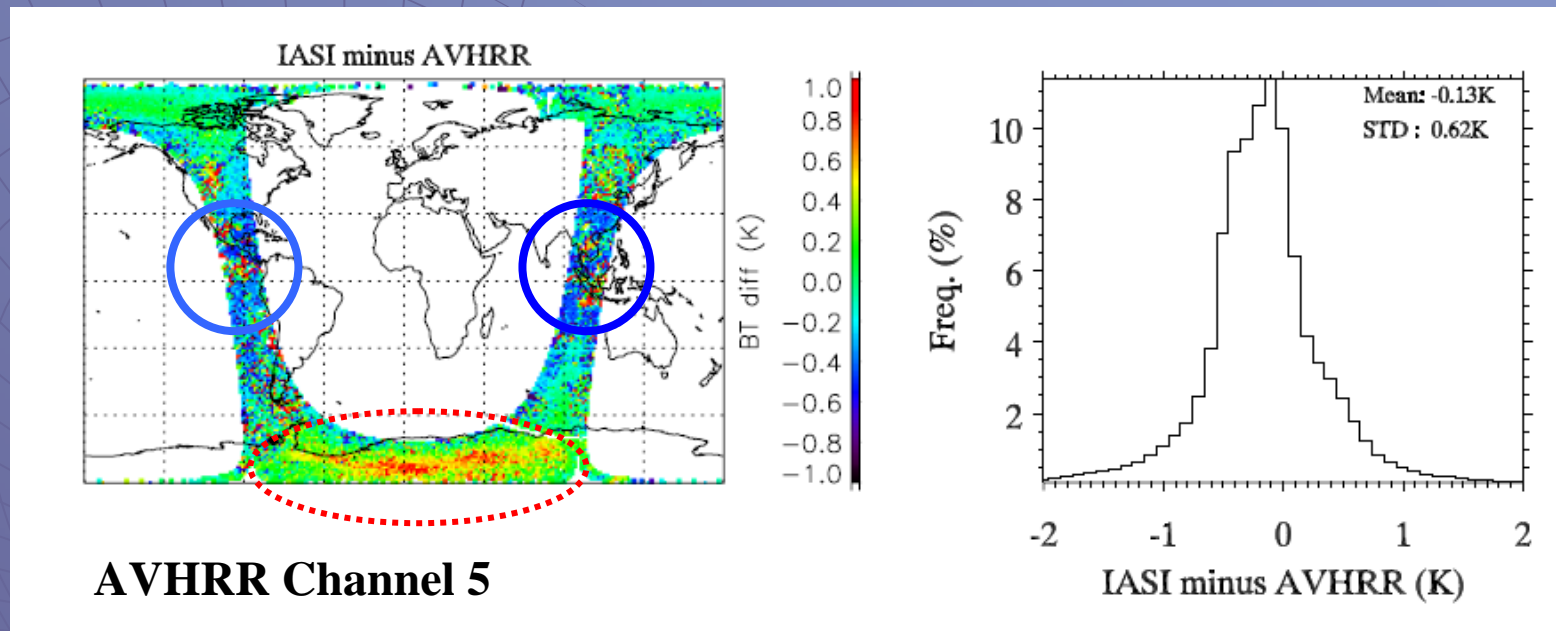 IASI minus AVHRR
1.0
0.8
0.6
0.4
0.2
0.0
−0.2
−0.4
−0.6
−0.8
−1.0
BT diff (K)
AVHRR Channel 5
Mean: -0.13K
STD : 0.62K
10
8
6
4
2
Freq. (%)
-2 -1 0 1 2
IASI minus AVHRR (K)